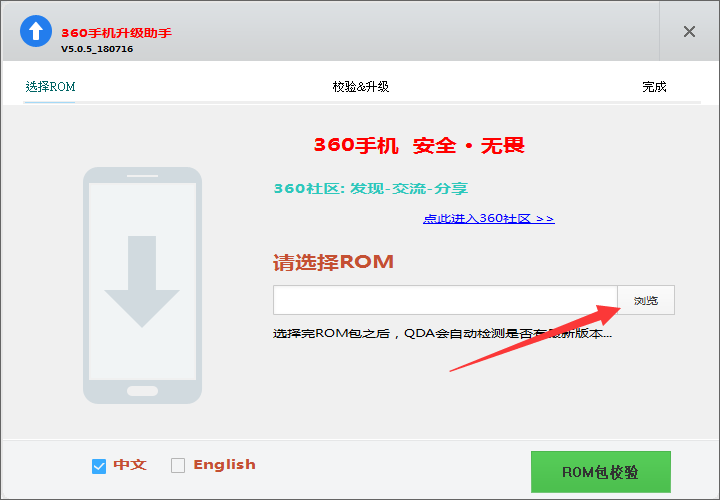 360手机升级助手
V5.0.5_180716
选择ROM
校验&升级
完成
360手机 安全·无畏
360社区: 发现-交流-分享
点此进入360社区 >>
请选择ROM
浏览
选择完ROM包之后，QDA会自动检测是否有最新版本...
中文
English
ROM包校验